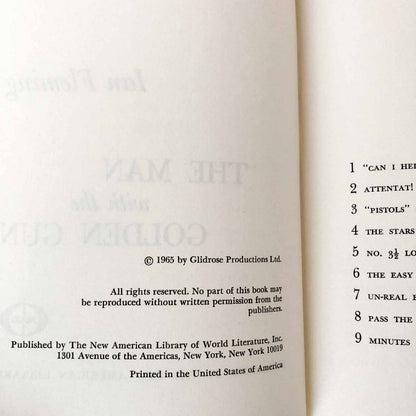 Ian Fleming
THE MAN
with the
GOLDEN GUN
© 1965 by Glidrose Productions Ltd.
All rights reserved. No part of this book may
be reproduced without written permission from the
publishers.
Published by The New American Library of World Literature, Inc.
1301 Avenue of the Americas, New York, New York 10019
Printed in the United States of America
1 "CAN I HEL
2 ATTENTAT!
3 "PISTOLS"
4 THE STARS
5 NO. 3½ LO
6 THE EASY
7 UN-REAL E
8 PASS THE
9 MINUTES